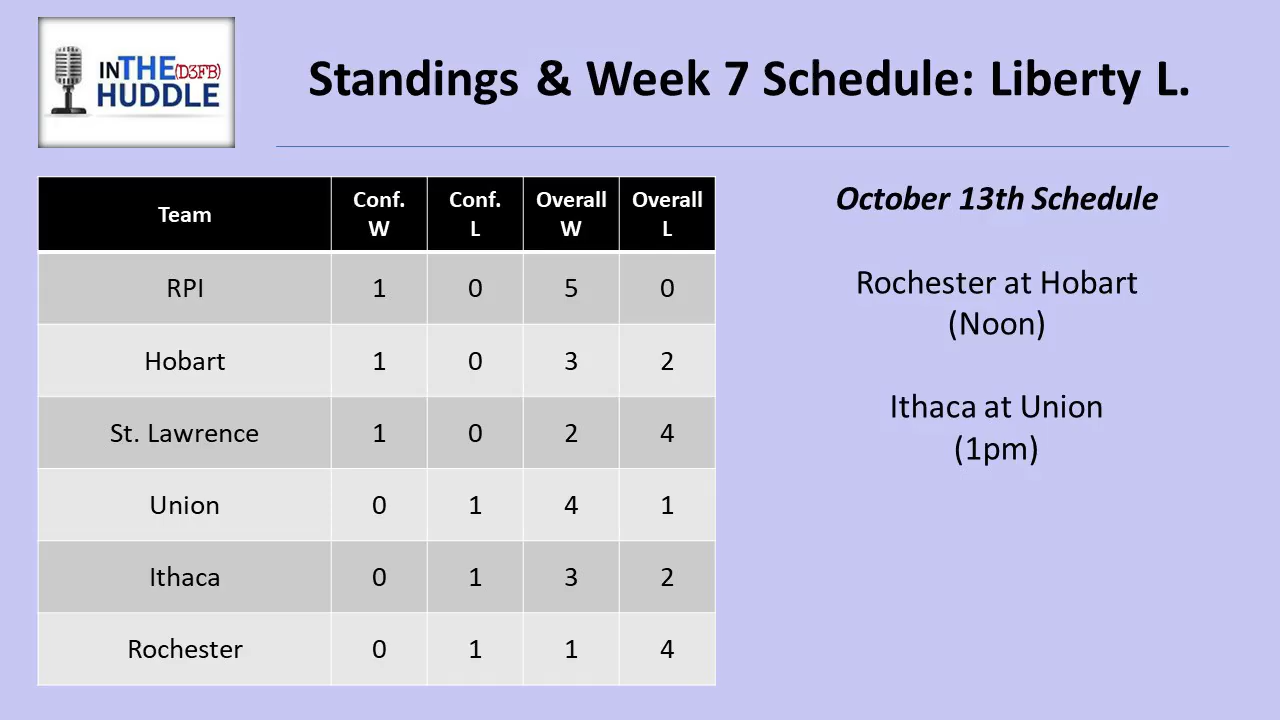 INTHE(D3FB)
HUDDLE
Standings & Week 7 Schedule: Liberty L.
Team Conf. W Conf. L Overall W Overall L
RPI 1 0 5 0
Hobart 1 0 3 2
St. Lawrence 1 0 2 4
Union 0 1 4 1
Ithaca 0 1 3 2
Rochester 0 1 1 4
October 13th Schedule
Rochester at Hobart
(Noon)
Ithaca at Union
(1pm)